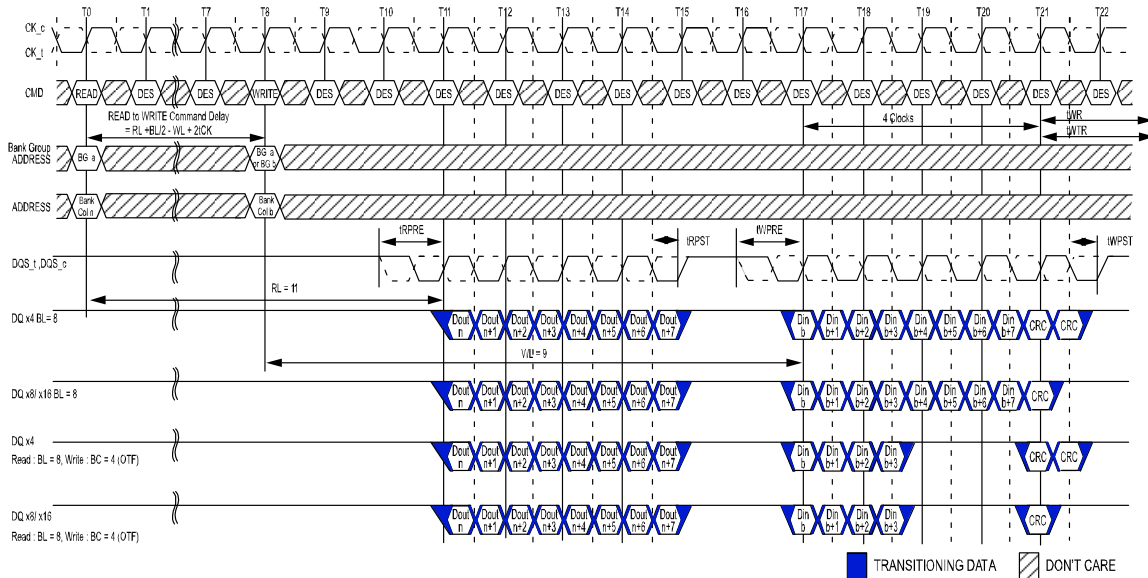 T0 T1 T7 T8 T9 T10 T11 T12 T13 T14 T15 T16 T17 T18 T19 T20 T21 T22
CK_c
CK_t
CMD READ DES DES WRITE DES DES DES DES DES DES DES DES DES DES DES DES DES DES
READ to WRITE Command Delay
= RL +BL/2 - WL + 2tCK
4 Clocks
tWR
tWTR
Bank Group
ADDRESS
BG a
BG a
or BG b
ADDRESS
Bank
Col n
Bank
Col b
tRPRE tRPST tWPRE tWPST
DQS_t ,DQS_c
RL = 11
DQ x4 BL= 8
Dout n Dout n+1 Dout n+2 Dout n+3 Dout n+4 Dout n+5 Dout n+6 Dout n+7 Din b Din b+1 Din b+2 Din b+3 Din b+4 Din b+5 Din b+6 Din b+7 CRC CRC
WL = 9
DQ x8/ x16 BL = 8
Dout n Dout n+1 Dout n+2 Dout n+3 Dout n+4 Dout n+5 Dout n+6 Dout n+7 Din b Din b+1 Din b+2 Din b+3 Din b+4 Din b+5 Din b+6 Din b+7 CRC
DQ x4
Read : BL = 8, Write : BC = 4 (OTF)
Dout n Dout n+1 Dout n+2 Dout n+3 Dout n+4 Dout n+5 Dout n+6 Dout n+7 Din b Din b+1 Din b+2 Din b+3 CRC CRC
DQ x8/ x16
Read : BL = 8, Write : BC = 4 (OTF)
Dout n Dout n+1 Dout n+2 Dout n+3 Dout n+4 Dout n+5 Dout n+6 Dout n+7 Din b Din b+1 Din b+2 Din b+3 CRC
TRANSITIONING DATA DON'T CARE